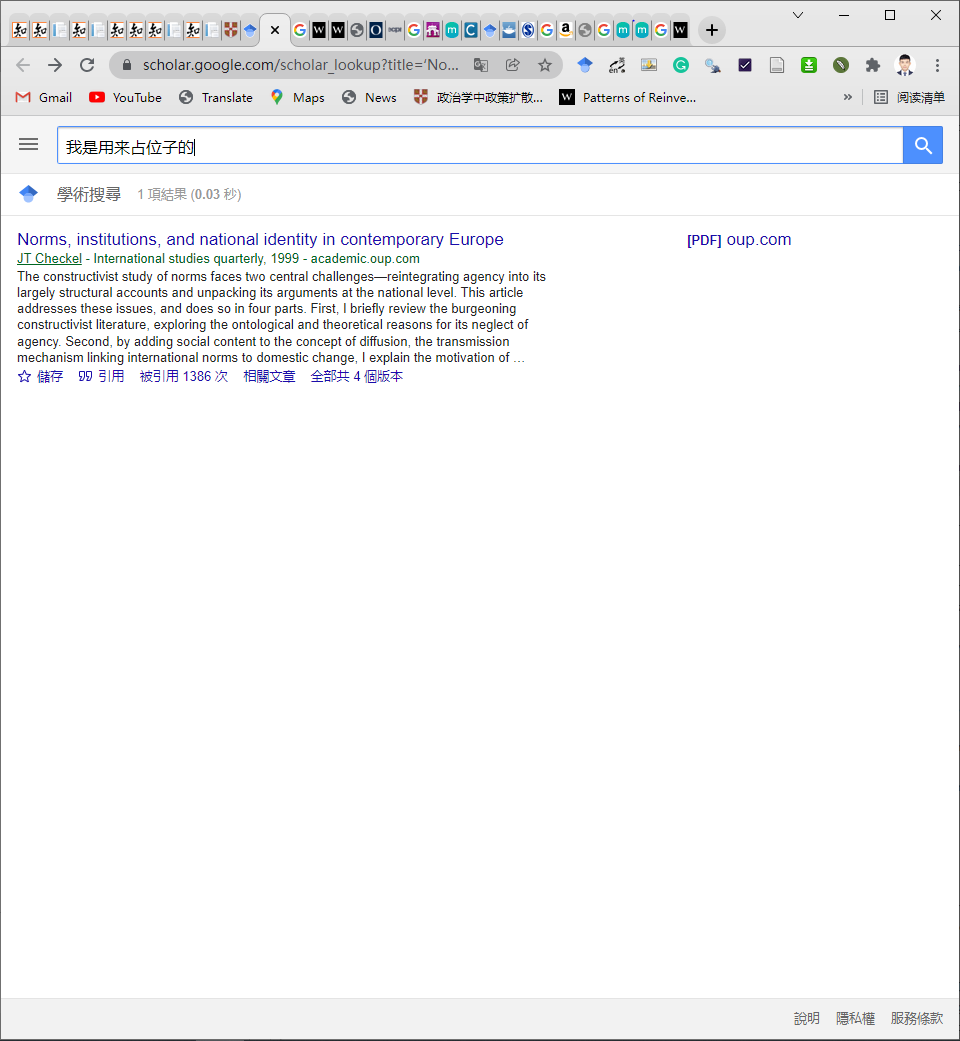 scholar.google.com/scholar_lookup?title='No...
Gmail YouTube Translate Maps News 政治学中政策扩散... Patterns of Reinve... » 阅读清单
我是用来占位子的
學術搜尋 1 項結果 (0.03 秒)
Norms, institutions, and national identity in contemporary Europe [PDF] oup.com
JT Checkel - International studies quarterly, 1999 - academic.oup.com
The constructivist study of norms faces two central challenges—reintegrating agency into its
largely structural accounts and unpacking its arguments at the national level. This article
addresses these issues, and does so in four parts. First, I briefly review the burgeoning
constructivist literature, exploring the ontological and theoretical reasons for its neglect of
agency. Second, by adding social content to the concept of diffusion, the transmission
mechanism linking international norms to domestic change, I explain the motivation of …
儲存 引用 被引用 1386 次 相關文章 全部共 4 個版本
說明 隱私權 服務條款